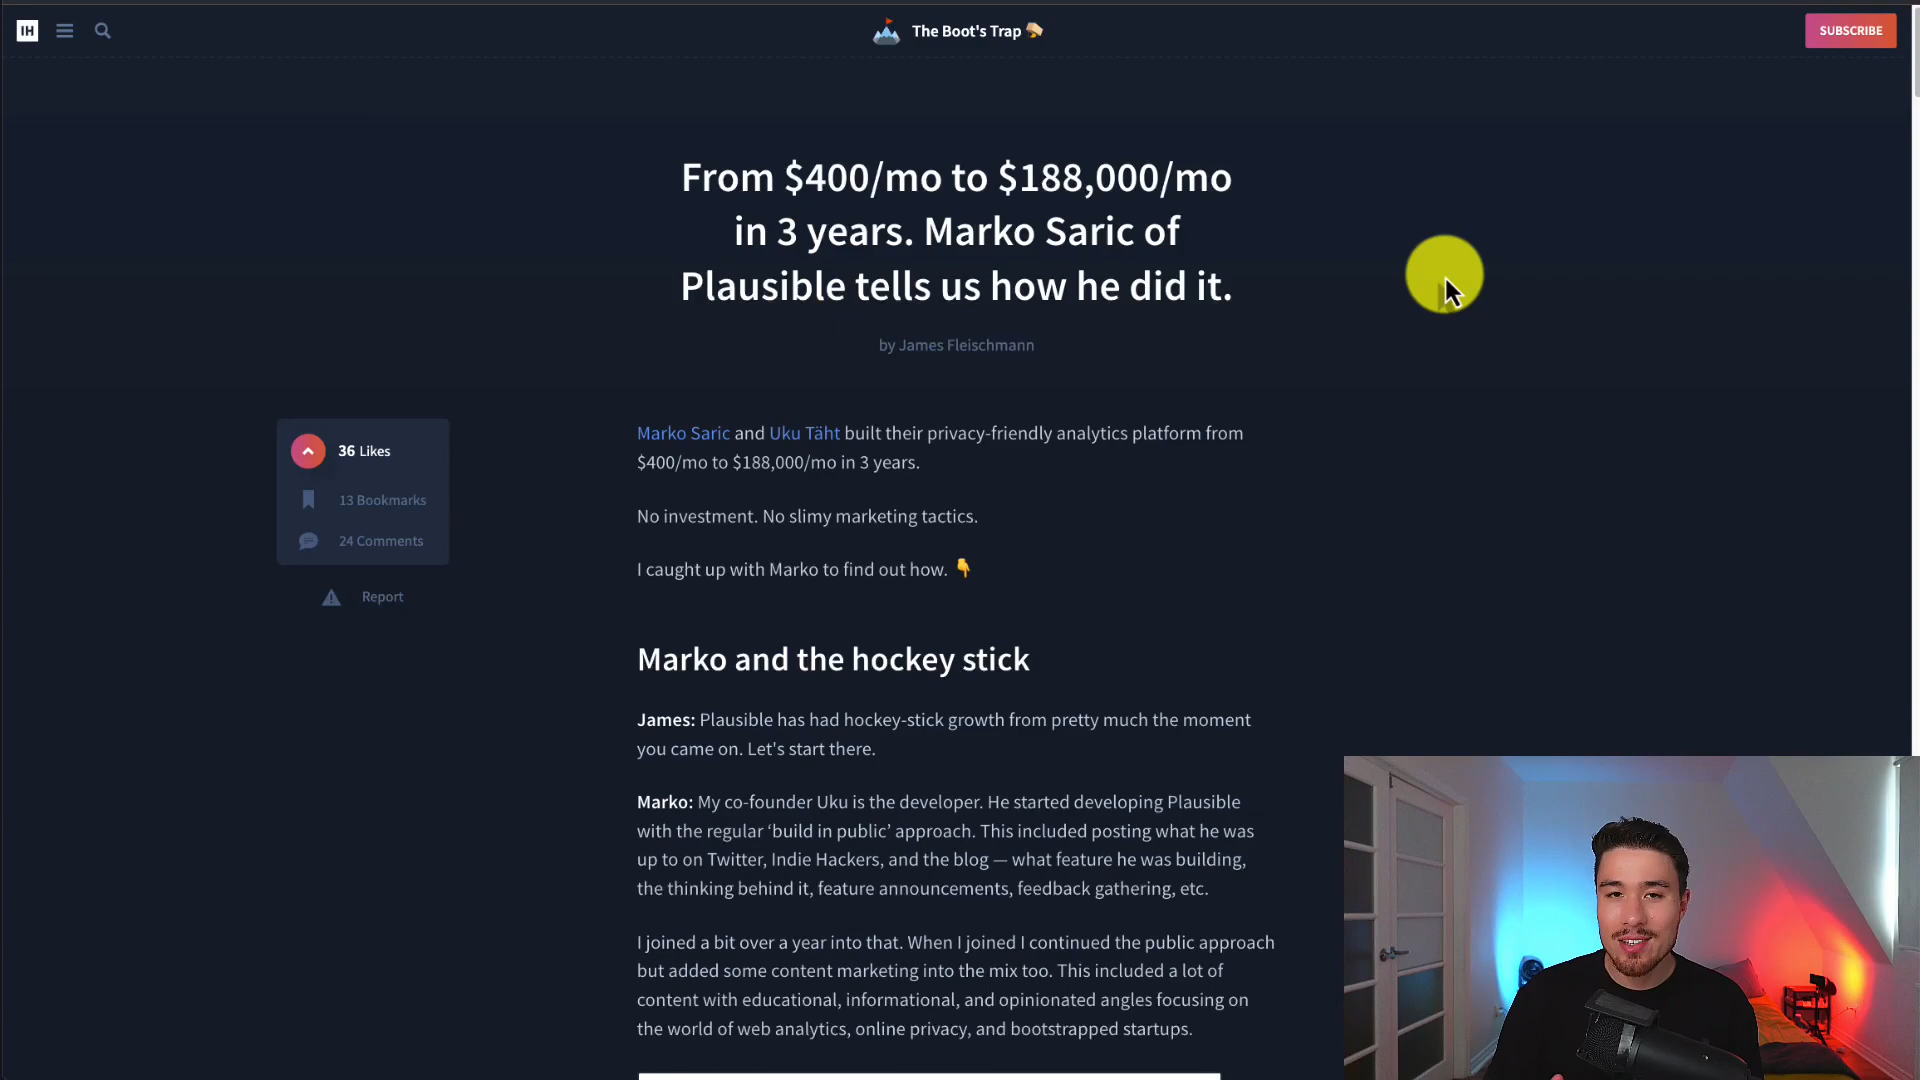 IH
The Boot's Trap
SUBSCRIBE
From $400/mo to $188,000/mo
in 3 years. Marko Saric of
Plausible tells us how he did it.
by James Fleischmann
36 Likes
13 Bookmarks
24 Comments
Report
Marko Saric and Uku Täht built their privacy-friendly analytics platform from
$400/mo to $188,000/mo in 3 years.
No investment. No slimy marketing tactics.
I caught up with Marko to find out how. 👇
Marko and the hockey stick
James: Plausible has had hockey-stick growth from pretty much the moment
you came on. Let's start there.
Marko: My co-founder Uku is the developer. He started developing Plausible
with the regular ‘build in public’ approach. This included posting what he was
up to on Twitter, Indie Hackers, and the blog — what feature he was building,
the thinking behind it, feature announcements, feedback gathering, etc.
I joined a bit over a year into that. When I joined I continued the public approach
but added some content marketing into the mix too. This included a lot of
content with educational, informational, and opinionated angles focusing on
the world of web analytics, online privacy, and bootstrapped startups.